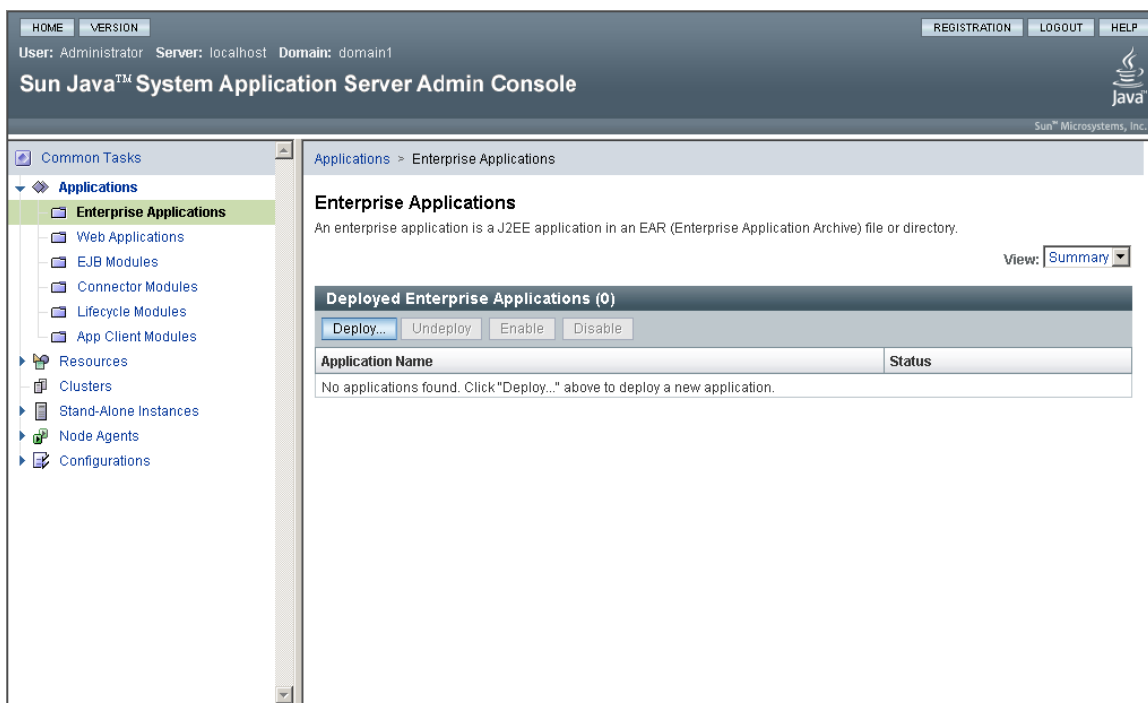 HOME VERSION REGISTRATION LOGOUT HELP
User: Administrator Server: localhost Domain: domain1
Sun Java™ System Application Server Admin Console
Java™
Sun™ Microsystems, Inc.
Common Tasks
Applications
Enterprise Applications
Web Applications
EJB Modules
Connector Modules
Lifecycle Modules
App Client Modules
Resources
Clusters
Stand-Alone Instances
Node Agents
Configurations
Applications > Enterprise Applications
Enterprise Applications
An enterprise application is a J2EE application in an EAR (Enterprise Application Archive) file or directory.
View: Summary
Deployed Enterprise Applications (0)
Deploy... Undeploy Enable Disable
Application Name Status
No applications found. Click "Deploy..." above to deploy a new application.